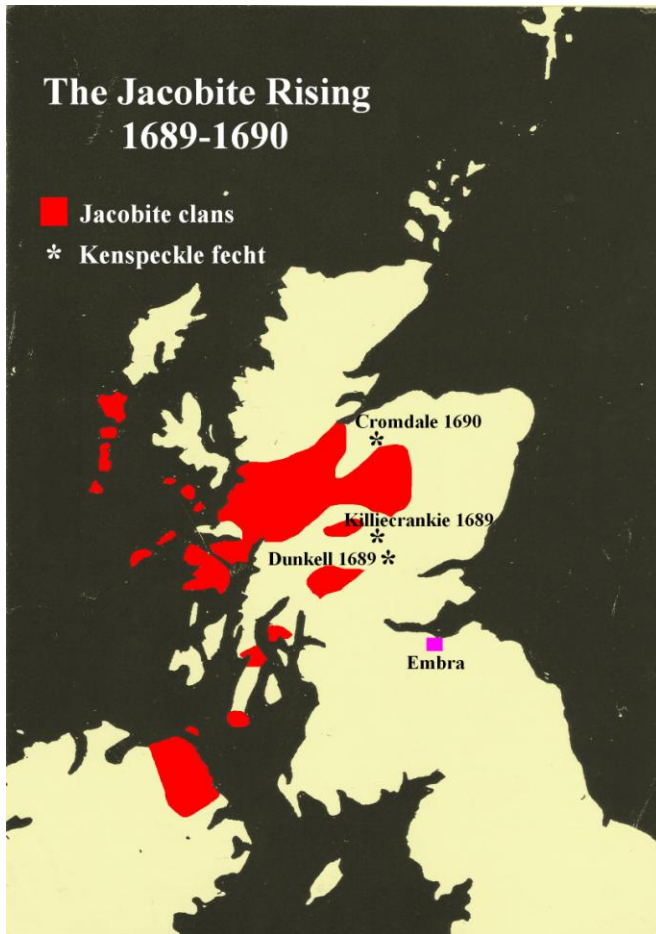 The Jacobite Rising
1689-1690
Jacobite clans
* Kenspeckle fecht
Cromdale 1690
*
Killiecrankie 1689
*
Dunkell 1689 *
Embra